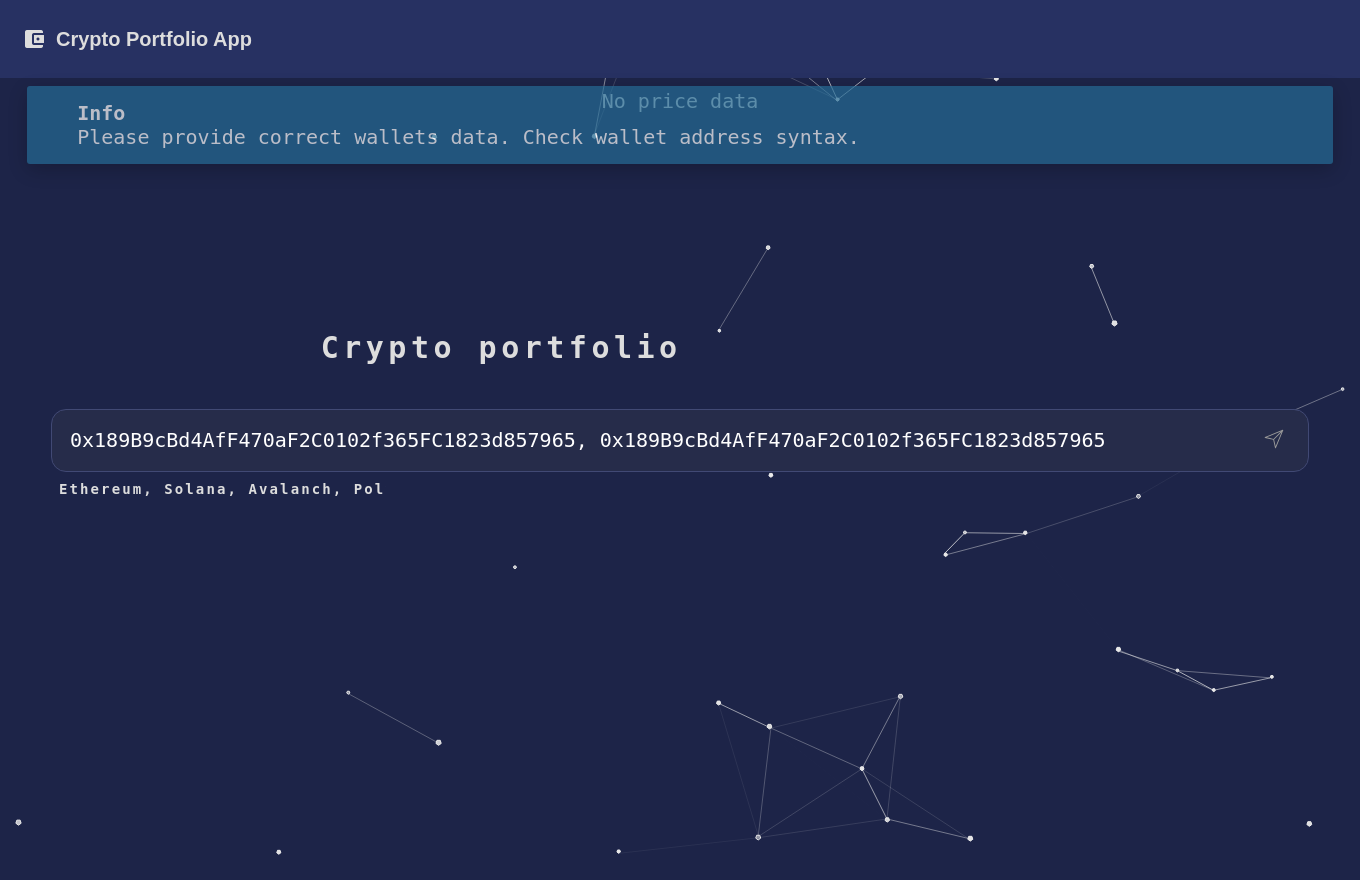 Crypto Portfolio App
No price data
Info
Please provide correct wallets data. Check wallet address syntax.
Crypto portfolio
0x189B9cBd4AfF470aF2C0102f365FC1823d857965, 0x189B9cBd4AfF470aF2C0102f365FC1823d857965
Ethereum, Solana, Avalanch, Pol